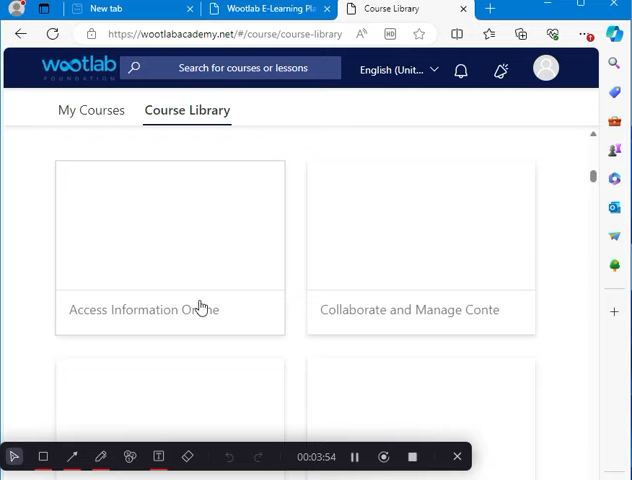 New tab
Wootlab E-Learning Pla
Course Library
https://wootlabacademy.net/#/course/course-library
wootlab
FOUNDATION
Search for courses or lessons
English (Unit...
My Courses
Course Library
Access Information Online
Collaborate and Manage Conte
00:03:54